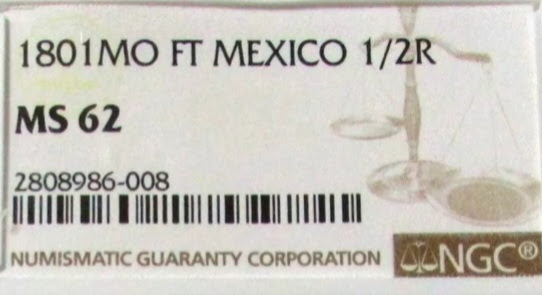 1801MO FT MEXICO 1/2R
MS 62
2808986-008
NUMISMATIC GUARANTY CORPORATION NGC®